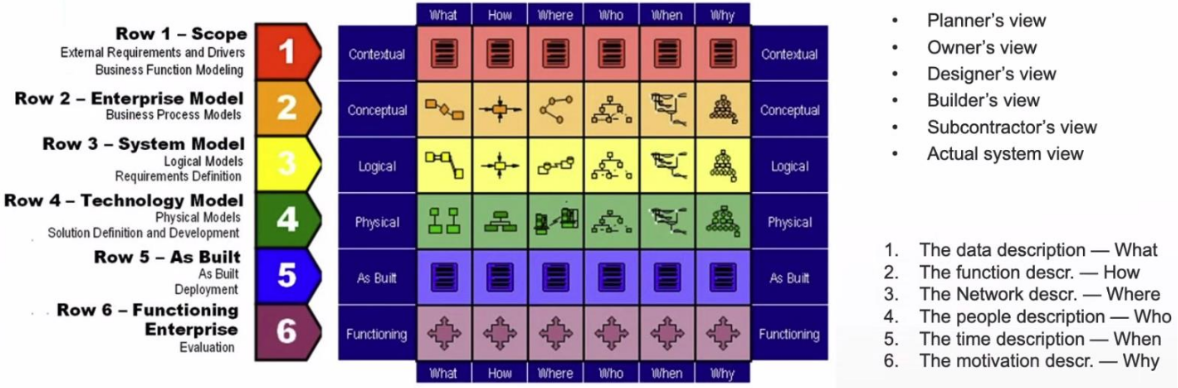 Row 1 – Scope
External Requirements and Drivers
Business Function Modeling
1
Row 2 – Enterprise Model
Business Process Models
2
Row 3 – System Model
Logical Models
Requirements Definition
3
Row 4 – Technology Model
Physical Models
Solution Definition and Development
4
Row 5 – As Built
As Built
Deployment
5
Row 6 – Functioning
Enterprise
Evaluation
6
What How Where Who When Why
Contextual Contextual
Conceptual Conceptual
Logical Logical
Physical Physical
As Built As Built
Functioning Functioning
What How Where Who When Why
• Planner's view
• Owner's view
• Designer's view
• Builder's view
• Subcontractor's view
• Actual system view
1. The data description — What
2. The function descr. — How
3. The Network descr. — Where
4. The people description — Who
5. The time description — When
6. The motivation descr. — Why